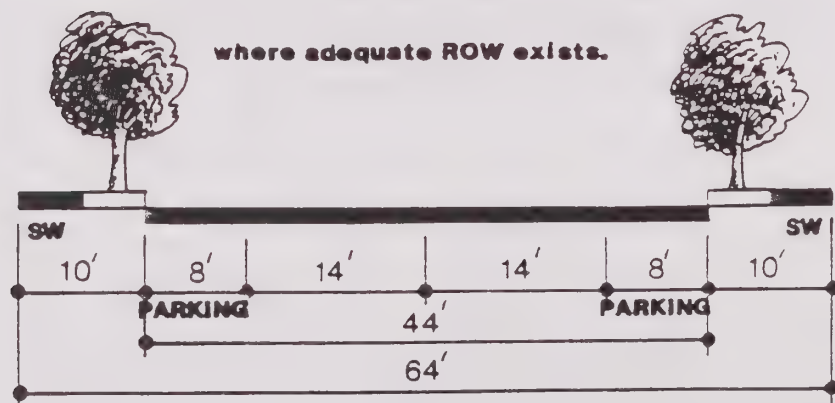 where adequate ROW exists.
SW SW
10' 8' 14' 14' 8' 10'
PARKING PARKING
44'
64'